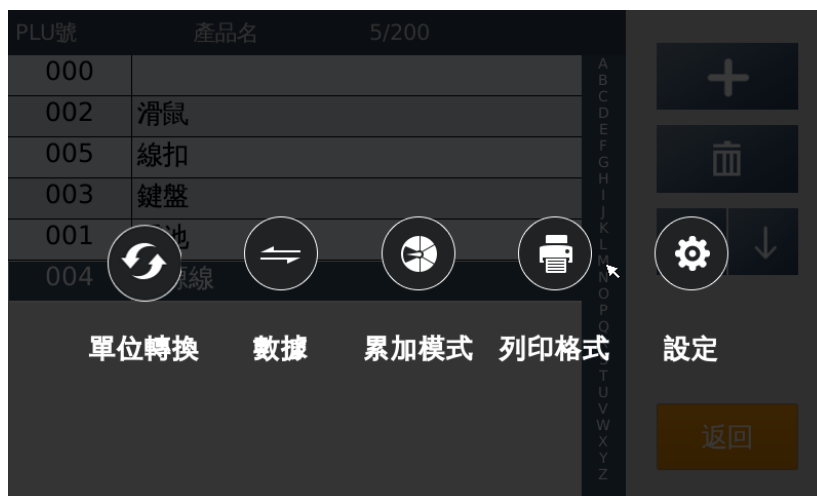 PLU號 產品名 5/200
000
002 滑鼠
005 線扣
003 鍵盤
001 池
004 線
A
B
C
D
E
F
G
H
I
J
K
L
M
N
O
P
Q
T
U
V
W
X
Y
Z
單位轉換 數據 累加模式 列印格式 設定
返回